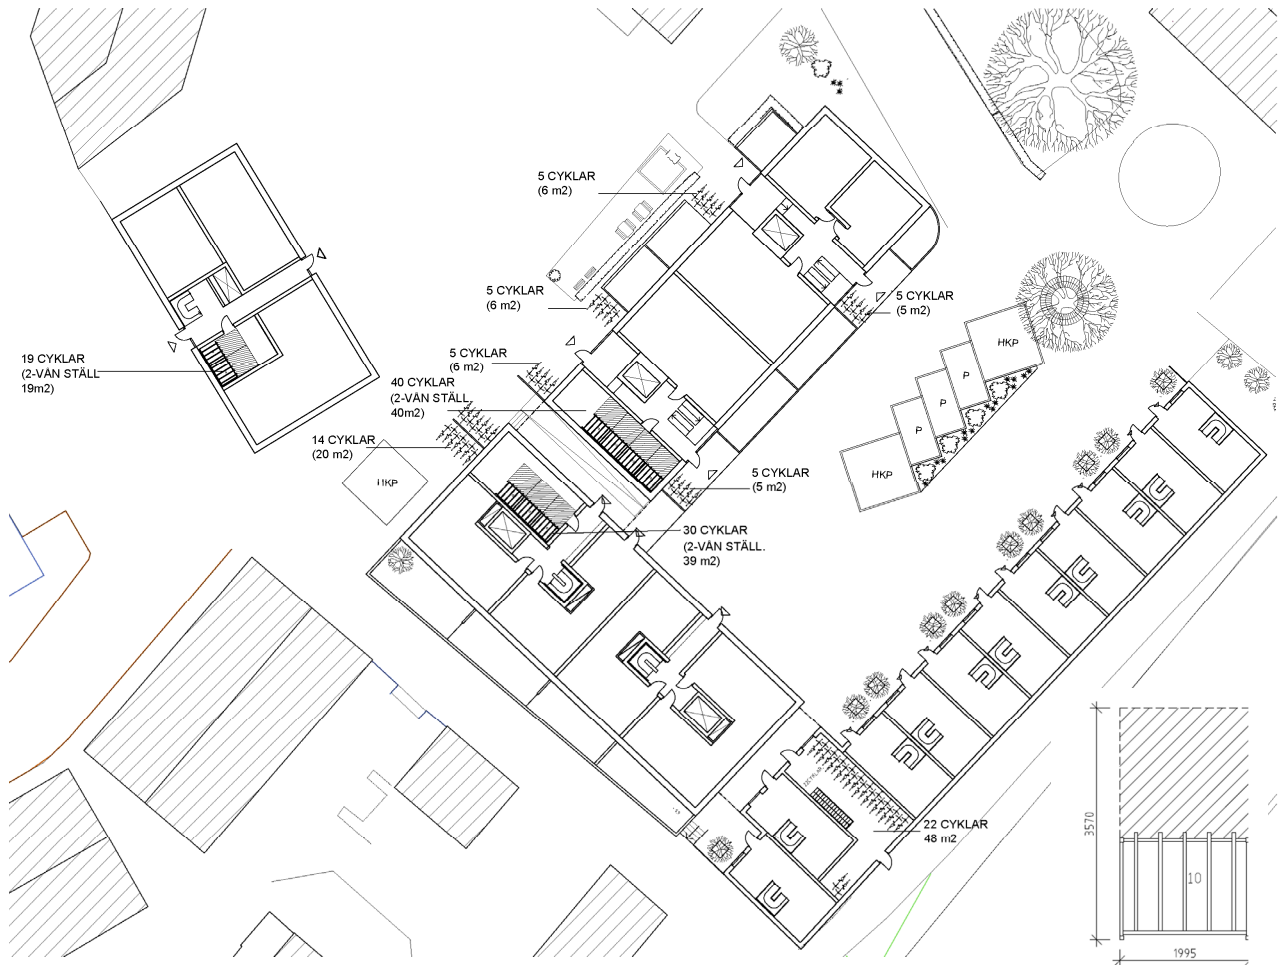 5 CYKLAR
(6 m2)
5 CYKLAR
(6 m2)
5 CYKLAR
(5 m2)
HKP
5 CYKLAR
(6 m2)
19 CYKLAR
(2-VÅN STÄLL
19m2)
40 CYKLAR
(2-VÅN STÄLL.
40m2)
P
P
14 CYKLAR
(20 m2)
P
HKP
HKP
5 CYKLAR
(5 m2)
30 CYKLAR
(2-VÅN STÄLL.
39 m2)
22 CYKLAR
48 m2
3570
10
1995